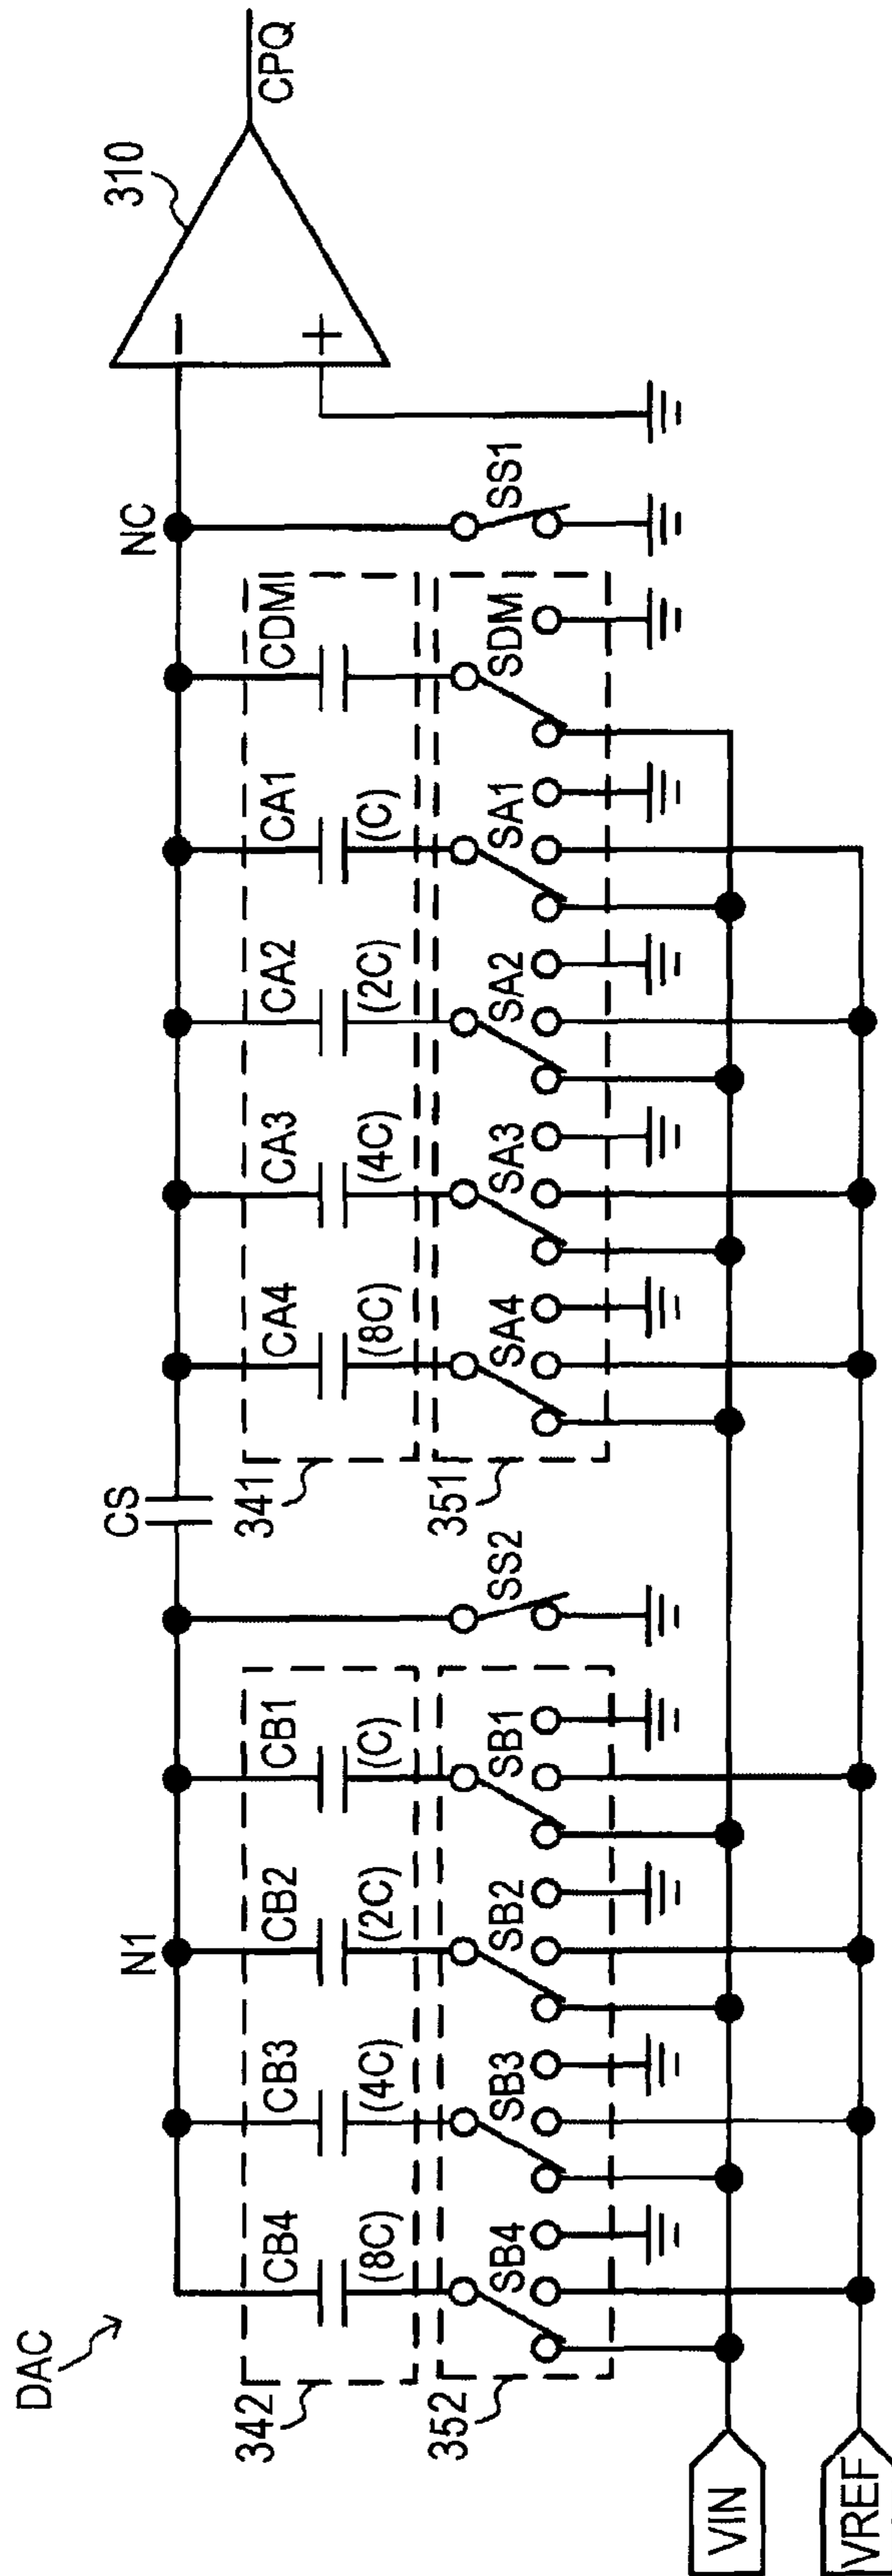 DAC
310
N1
CS
NC
CPQ
342
CB4
CB3
CB2
CB1
341
CA4
CA3
CA2
CA1
CDM
(8C)
(4C)
(2C)
(C)
(8C)
(4C)
(2C)
(C)
−
+
352
SB4
SB3
SB2
SB1
SS2
351
SA4
SA3
SA2
SA1
SDM
SS1
VIN
VREF